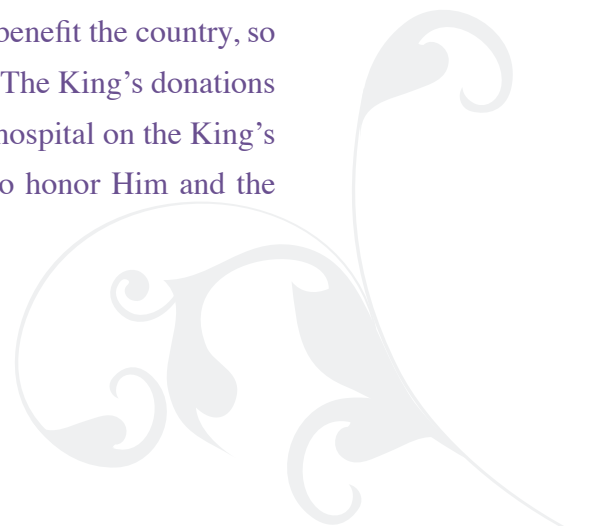 benefit the country, so
The King’s donations
hospital on the King’s
o honor Him and the